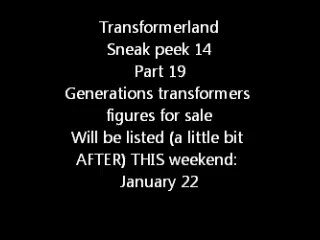 Transformerland
Sneak peek 14
Part 19
Generations transformers
figures for sale
Will be listed (a little bit
AFTER) THIS weekend:
January 22